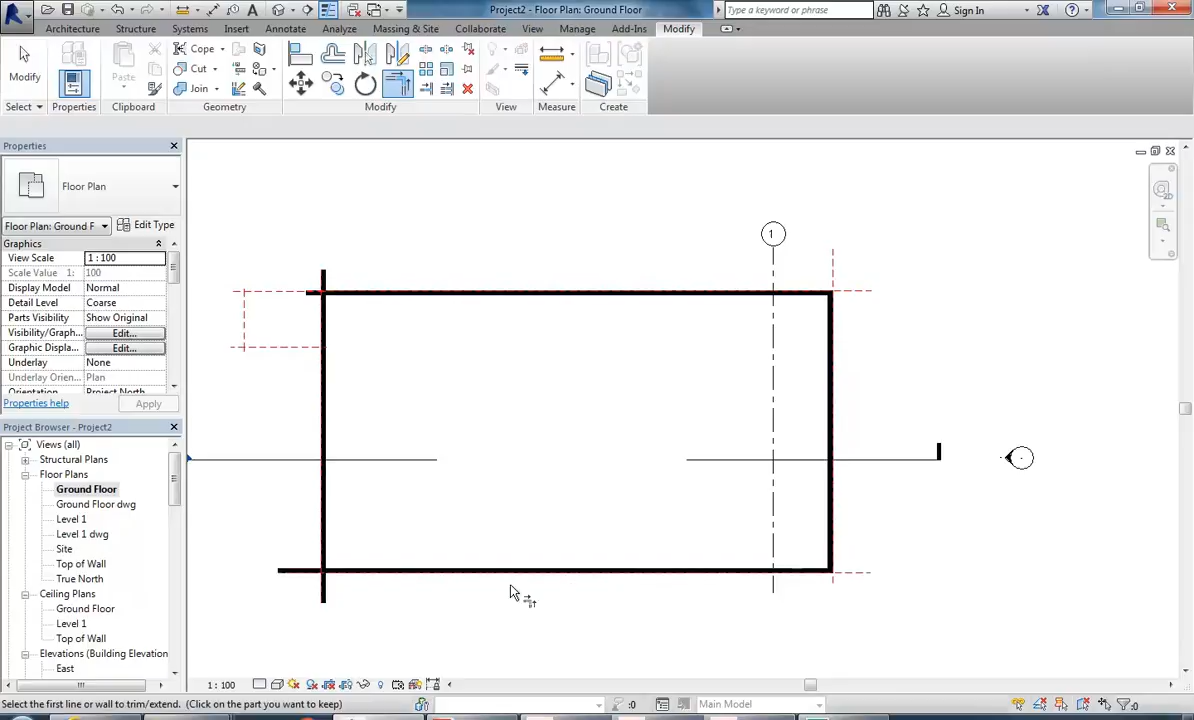 Project2 - Floor Plan: Ground Floor
Type a keyword or phrase
Sign In
Architecture
Structure
Systems
Insert
Annotate
Analyze
Massing & Site
Collaborate
View
Manage
Add-Ins
Modify
Modify
Paste
Cope
Cut
Join
Select
Properties
Clipboard
Geometry
Modify
View
Measure
Create
Properties
Floor Plan
Floor Plan: Ground F
Edit Type
Graphics
View Scale
1 : 100
Scale Value 1:
100
Display Model
Normal
Detail Level
Coarse
Parts Visibility
Show Original
Visibility/Graph...
Edit...
Graphic Displa...
Edit...
Underlay
None
Underlay Orien...
Plan
Orientation
Project North
Properties help
Apply
Project Browser - Project2
Views (all)
Structural Plans
Floor Plans
Ground Floor
Ground Floor dwg
Level 1
Level 1 dwg
Site
Top of Wall
True North
Ceiling Plans
Ground Floor
Level 1
Top of Wall
Elevations (Building Elevation
East
1
1 : 100
Select the first line or wall to trim/extend. (Click on the part you want to keep)
:0
Main Model
:0